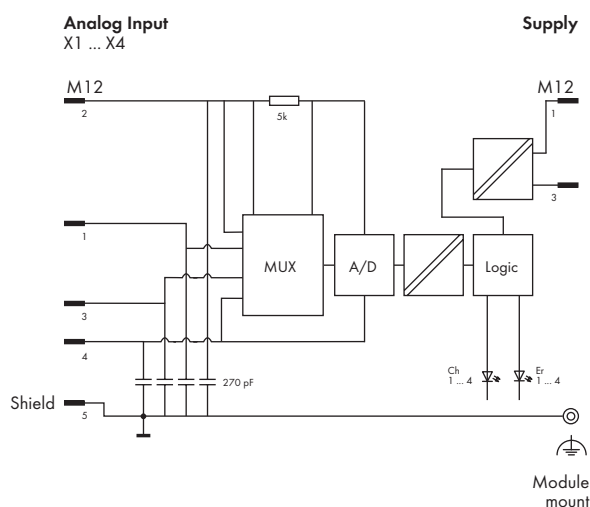 Analog Input
X1 ... X4
Supply
M12
2
5k
M12
1
3
1
MUX
A/D
Logic
3
4
270 pF
Ch
1 ... 4
Er
1 ... 4
Shield
5
Module
mount